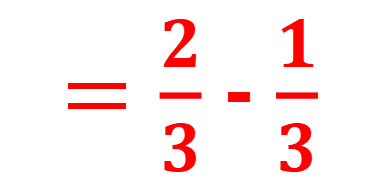 = 2/3 - 1/3